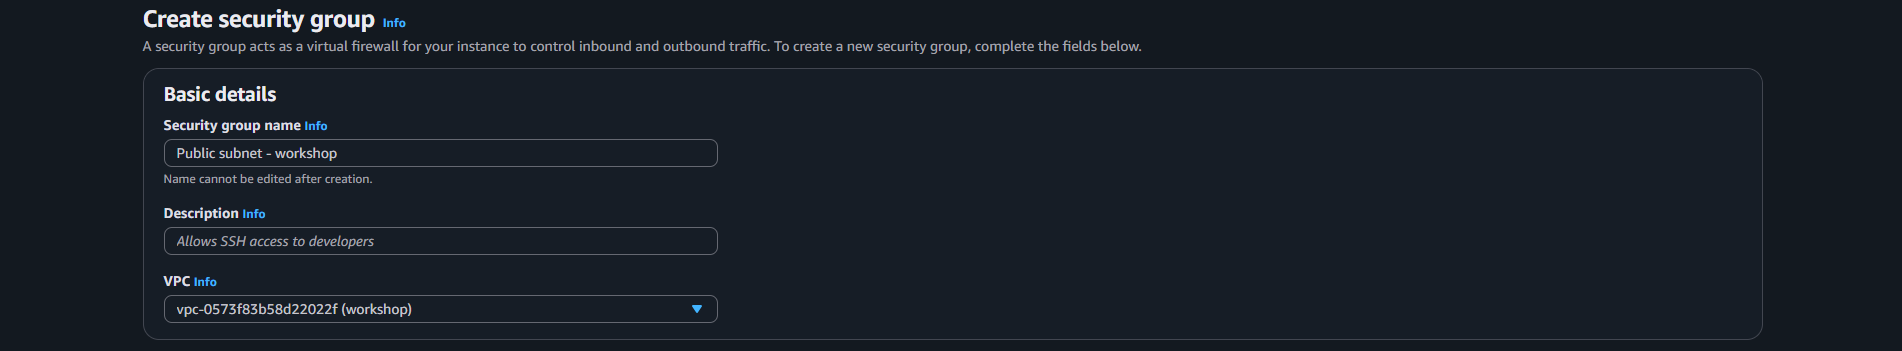 Create security group Info
A security group acts as a virtual firewall for your instance to control inbound and outbound traffic. To create a new security group, complete the fields below.
Basic details
Security group name Info
Public subnet - workshop
Name cannot be edited after creation.
Description Info
Allows SSH access to developers
VPC Info
vpc-0573f83b58d22022f (workshop)